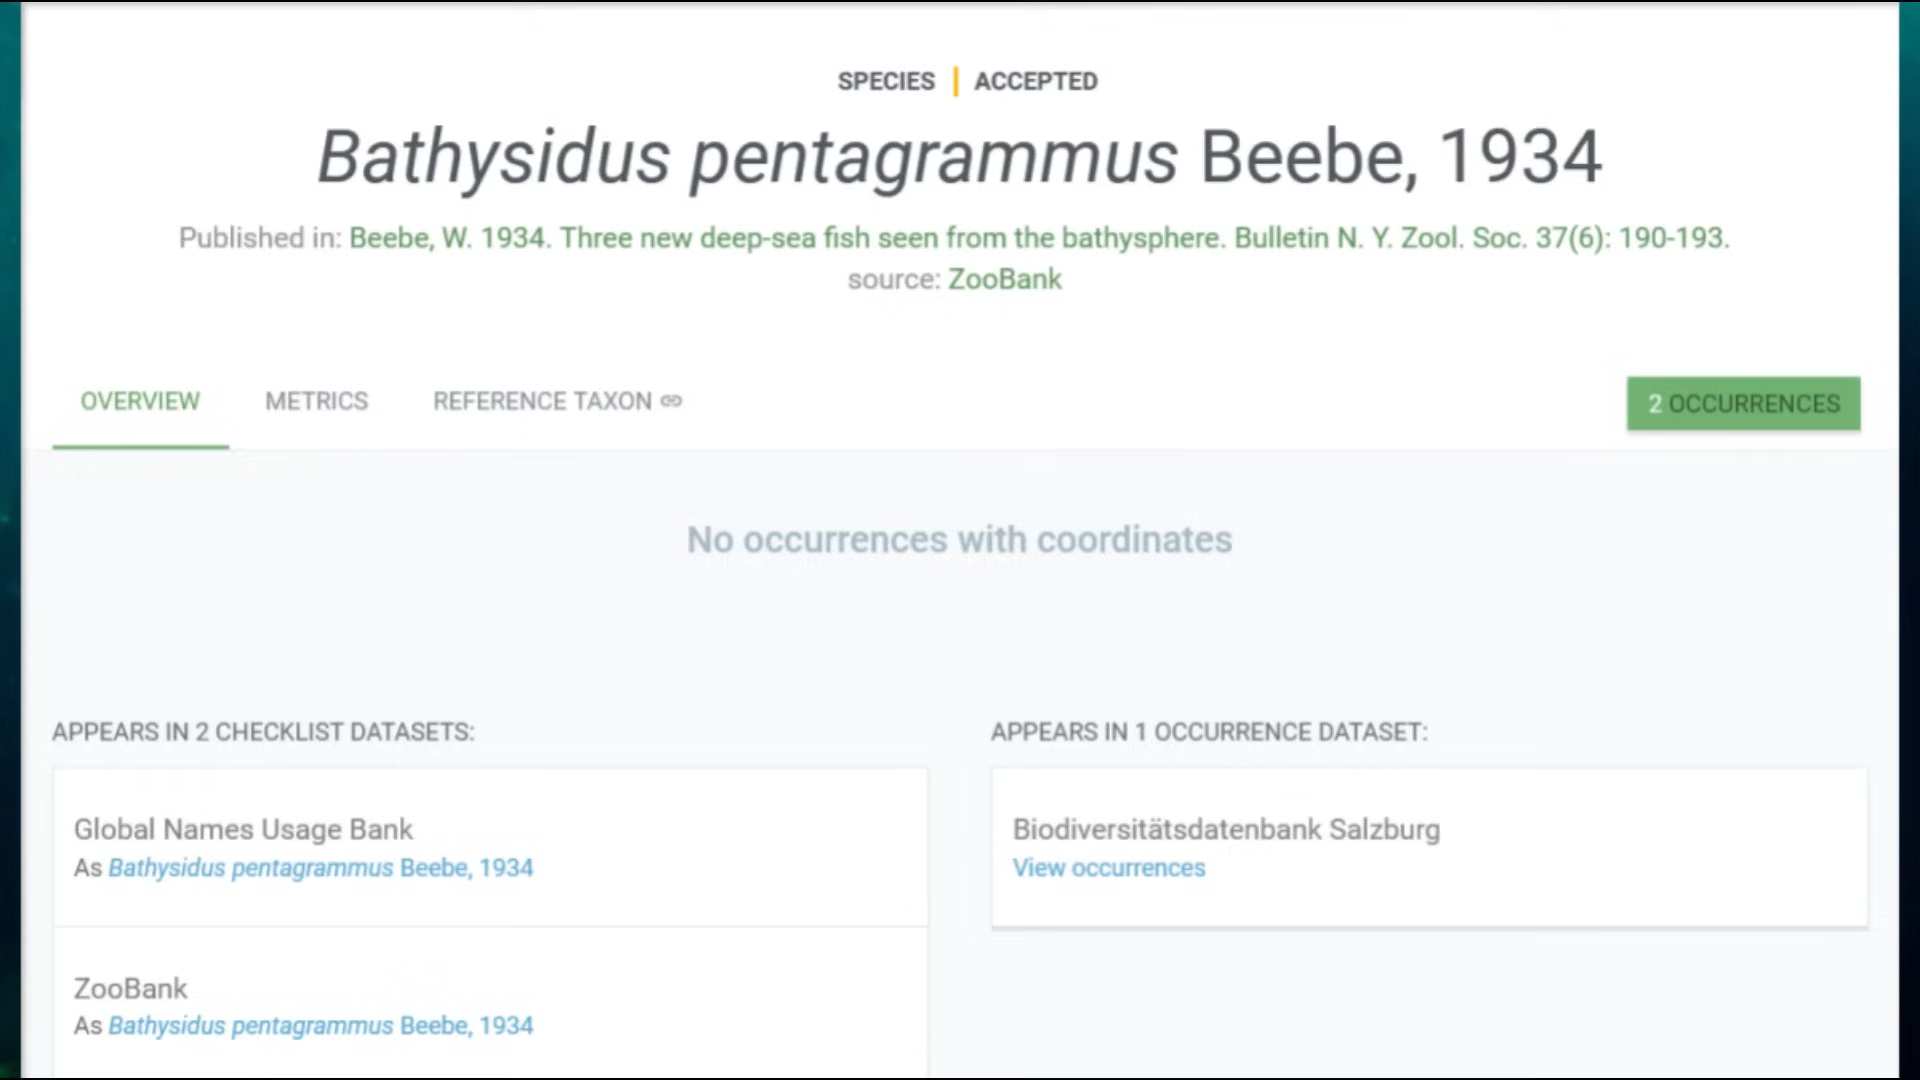 SPECIES | ACCEPTED
Bathysidus pentagrammus Beebe, 1934
Published in: Beebe, W. 1934. Three new deep-sea fish seen from the bathysphere. Bulletin N. Y. Zool. Soc. 37(6): 190-193.
source: ZooBank
OVERVIEW METRICS REFERENCE TAXON
2 OCCURRENCES
No occurrences with coordinates
APPEARS IN 2 CHECKLIST DATASETS:
Global Names Usage Bank
As Bathysidus pentagrammus Beebe, 1934
ZooBank
As Bathysidus pentagrammus Beebe, 1934
APPEARS IN 1 OCCURRENCE DATASET:
Biodiversitätsdatenbank Salzburg
View occurrences